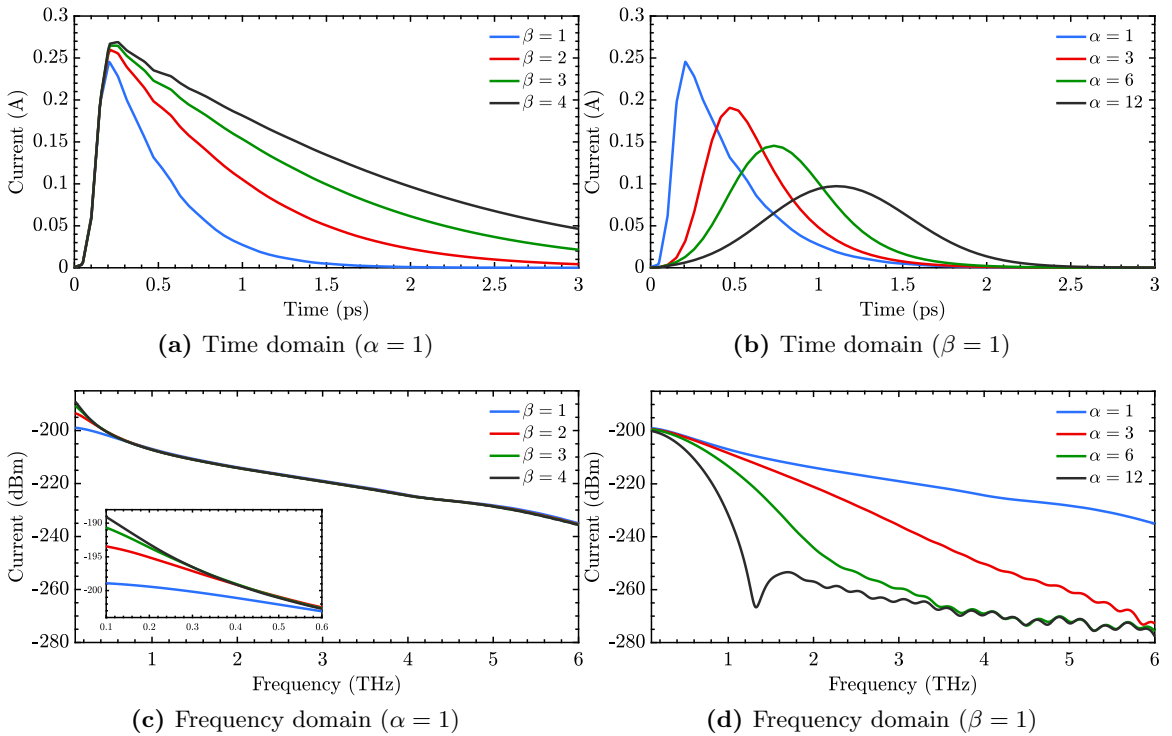 0.3
0.25
0.2
0.15
0.1
0.05
0
Current (A)
β = 1
β = 2
β = 3
β = 4
0 0.5 1 1.5 2 2.5 3
Time (ps)
(a) Time domain (α = 1)
0.3
0.25
0.2
0.15
0.1
0.05
0
Current (A)
α = 1
α = 3
α = 6
α = 12
0 0.5 1 1.5 2 2.5 3
Time (ps)
(b) Time domain (β = 1)
-200
-220
-240
-260
-280
Current (dBm)
β = 1
β = 2
β = 3
β = 4
-190
-195
-200
0.1 0.2 0.3 0.4 0.5 0.6
1 2 3 4 5 6
Frequency (THz)
(c) Frequency domain (α = 1)
-200
-220
-240
-260
-280
Current (dBm)
α = 1
α = 3
α = 6
α = 12
1 2 3 4 5 6
Frequency (THz)
(d) Frequency domain (β = 1)